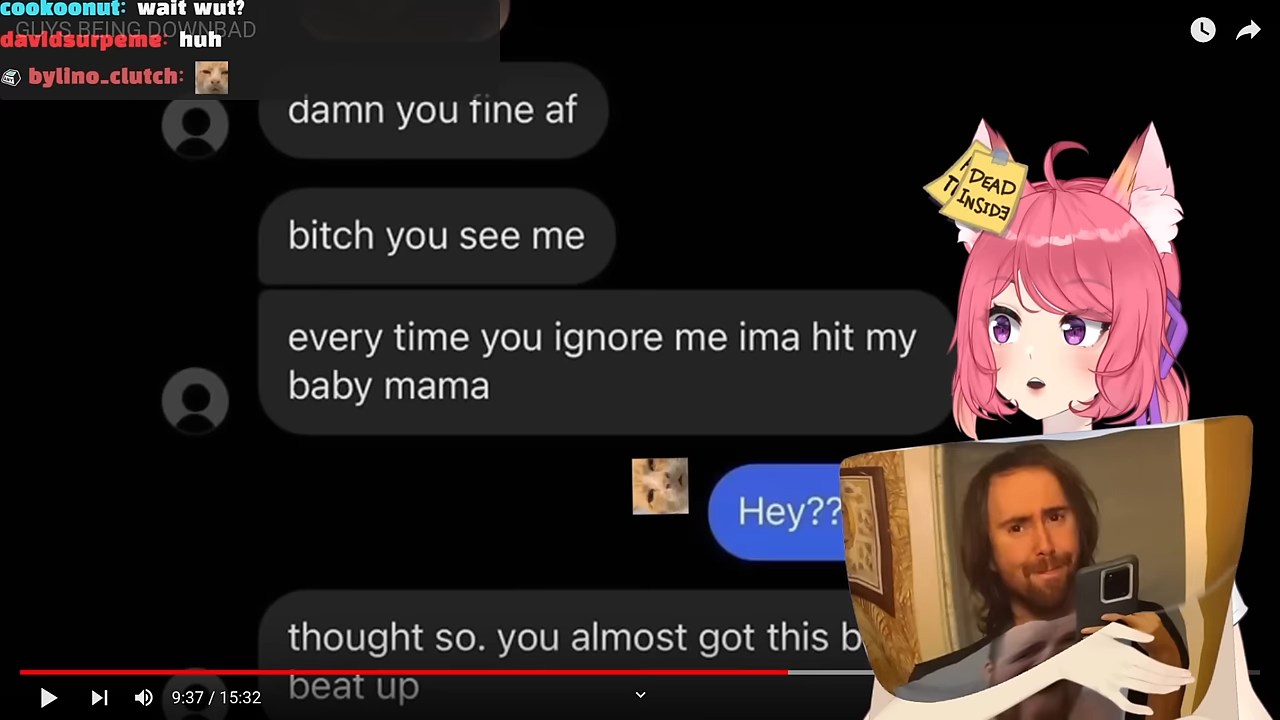 cookoonut: wait wut?
GUYS BEING DOWNBAD
davidsurpeme: huh
bylino_clutch:
damn you fine af
DEAD
INSIDE
bitch you see me
every time you ignore me ima hit my
baby mama
Hey??
thought so. you almost got this
beat up
9:37 / 15:32